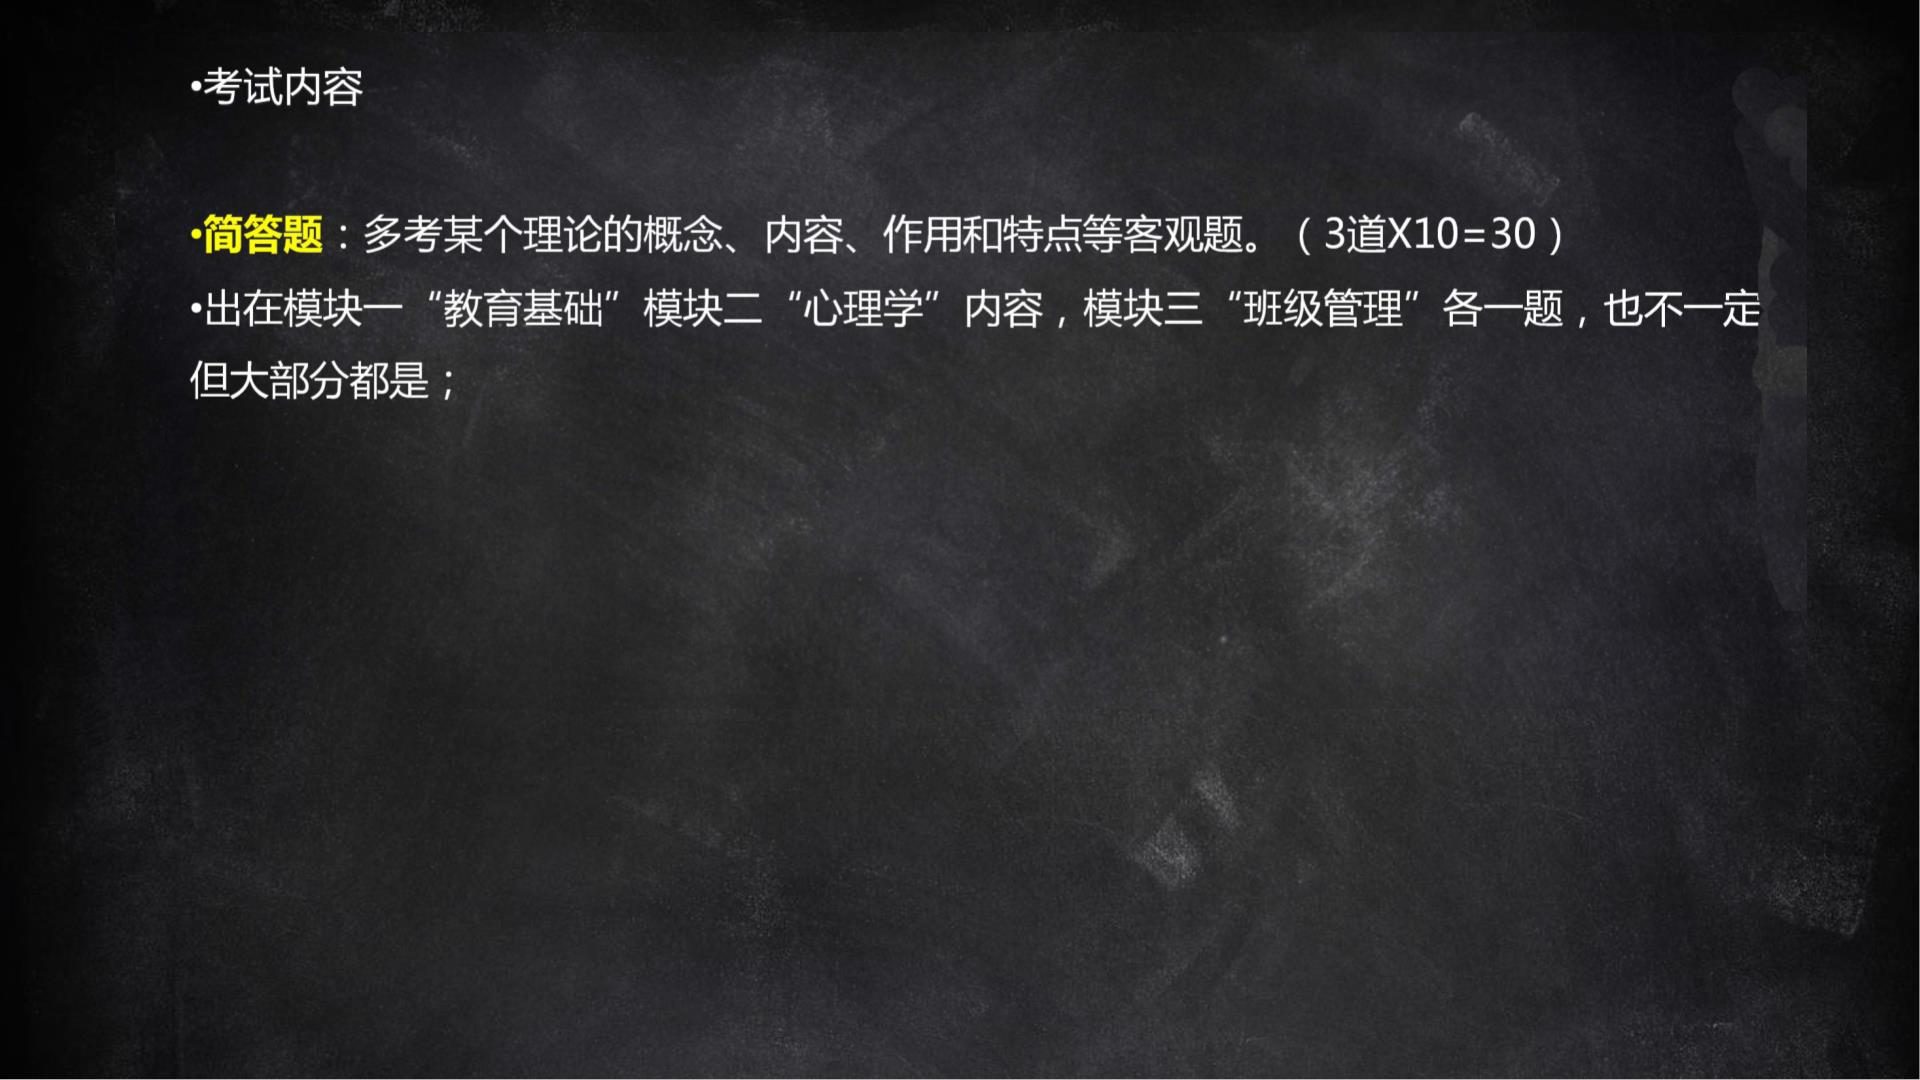 •考试内容
•简答题：多考某个理论的概念、内容、作用和特点等客观题。（3道X10=30）
•出在模块一“教育基础”模块二“心理学”内容，模块三“班级管理”各一题，也不一定
但大部分都是；